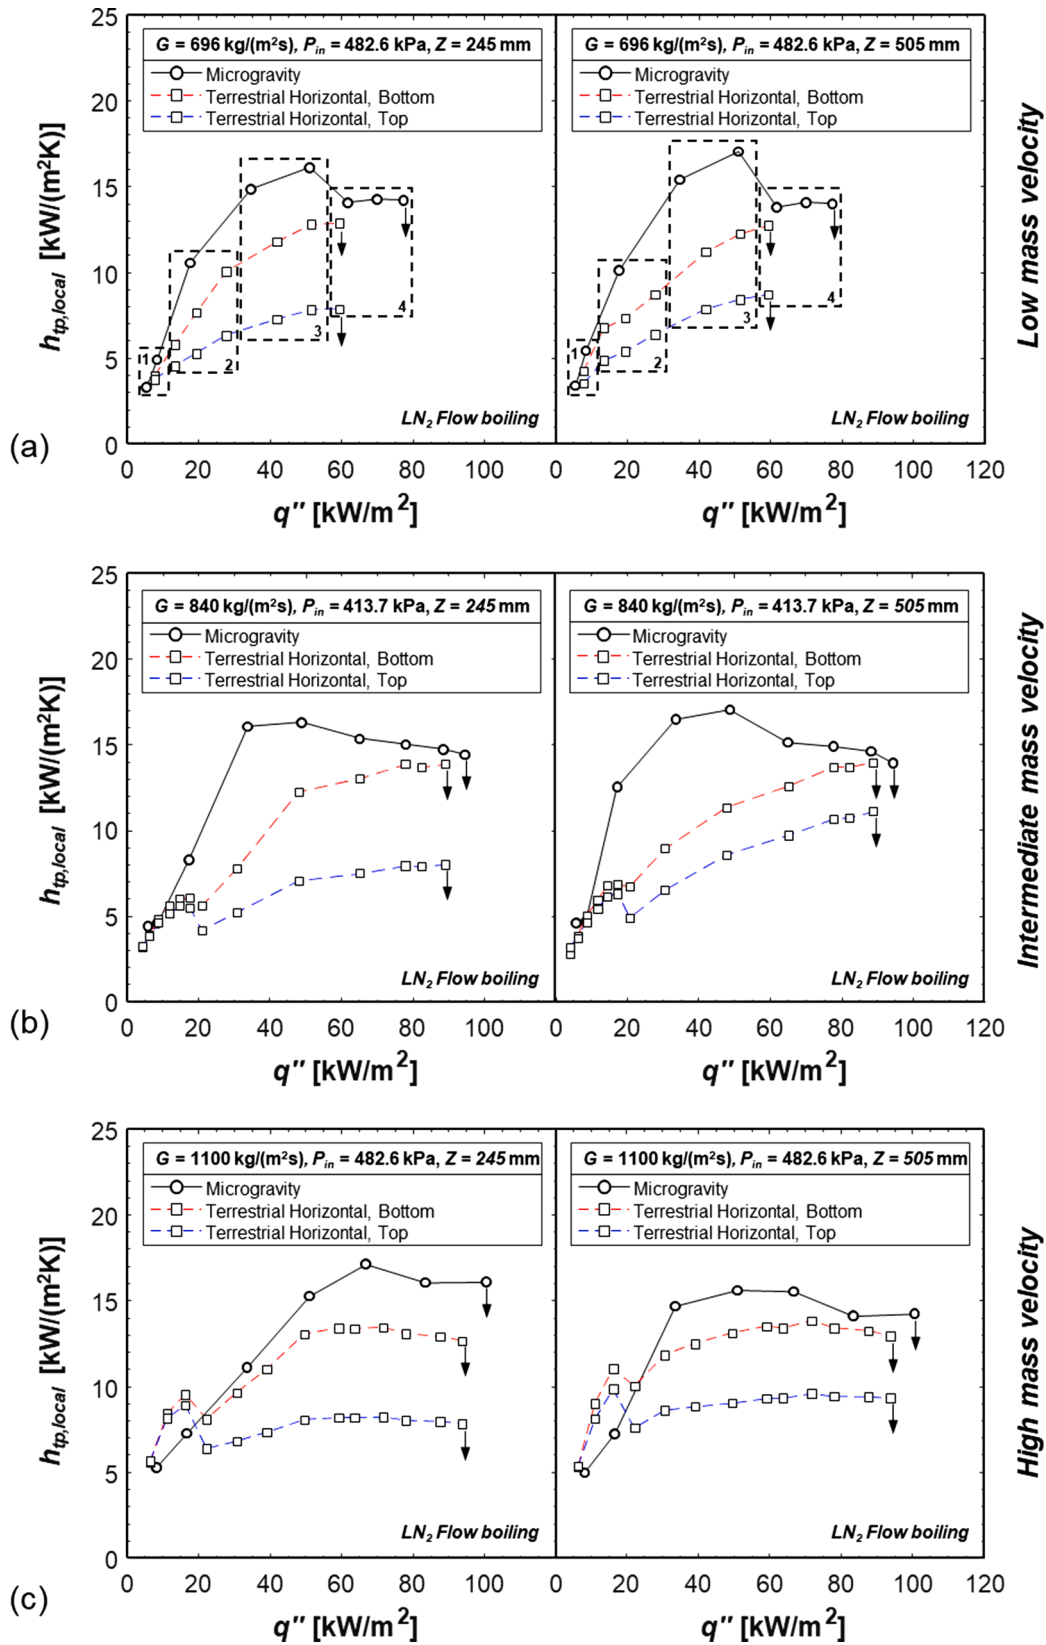 G = 696 kg/(m²s), P_in = 482.6 kPa, Z = 245 mm
Microgravity
Terrestrial Horizontal, Bottom
Terrestrial Horizontal, Top
G = 696 kg/(m²s), P_in = 482.6 kPa, Z = 505 mm
Microgravity
Terrestrial Horizontal, Bottom
Terrestrial Horizontal, Top
25
20
15
10
5
0
h_tp,local [kW/(m²K)]
1
2
3
4
1
2
3
4
LN₂ Flow boiling
LN₂ Flow boiling
Low mass velocity
(a)
0 20 40 60 80 100 0 20 40 60 80 100 120
q″ [kW/m²] q″ [kW/m²]
G = 840 kg/(m²s), P_in = 413.7 kPa, Z = 245 mm
Microgravity
Terrestrial Horizontal, Bottom
Terrestrial Horizontal, Top
G = 840 kg/(m²s), P_in = 413.7 kPa, Z = 505 mm
Microgravity
Terrestrial Horizontal, Bottom
Terrestrial Horizontal, Top
25
20
15
10
5
0
h_tp,local [kW/(m²K)]
LN₂ Flow boiling
LN₂ Flow boiling
Intermediate mass velocity
(b)
0 20 40 60 80 100 0 20 40 60 80 100 120
q″ [kW/m²] q″ [kW/m²]
G = 1100 kg/(m²s), P_in = 482.6 kPa, Z = 245 mm
Microgravity
Terrestrial Horizontal, Bottom
Terrestrial Horizontal, Top
G = 1100 kg/(m²s), P_in = 482.6 kPa, Z = 505 mm
Microgravity
Terrestrial Horizontal, Bottom
Terrestrial Horizontal, Top
25
20
15
10
5
0
h_tp,local [kW/(m²K)]
LN₂ Flow boiling
LN₂ Flow boiling
High mass velocity
(c)
0 20 40 60 80 100 0 20 40 60 80 100 120
q″ [kW/m²] q″ [kW/m²]